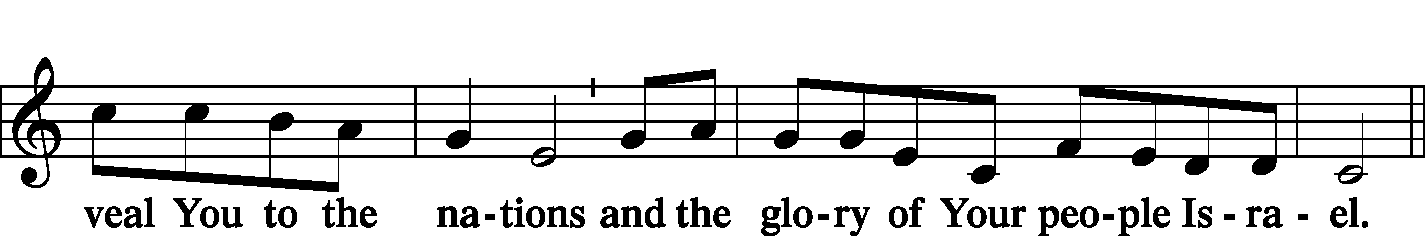 veal You to the na-tions and the glo-ry of Your peo-ple Is - ra - el.